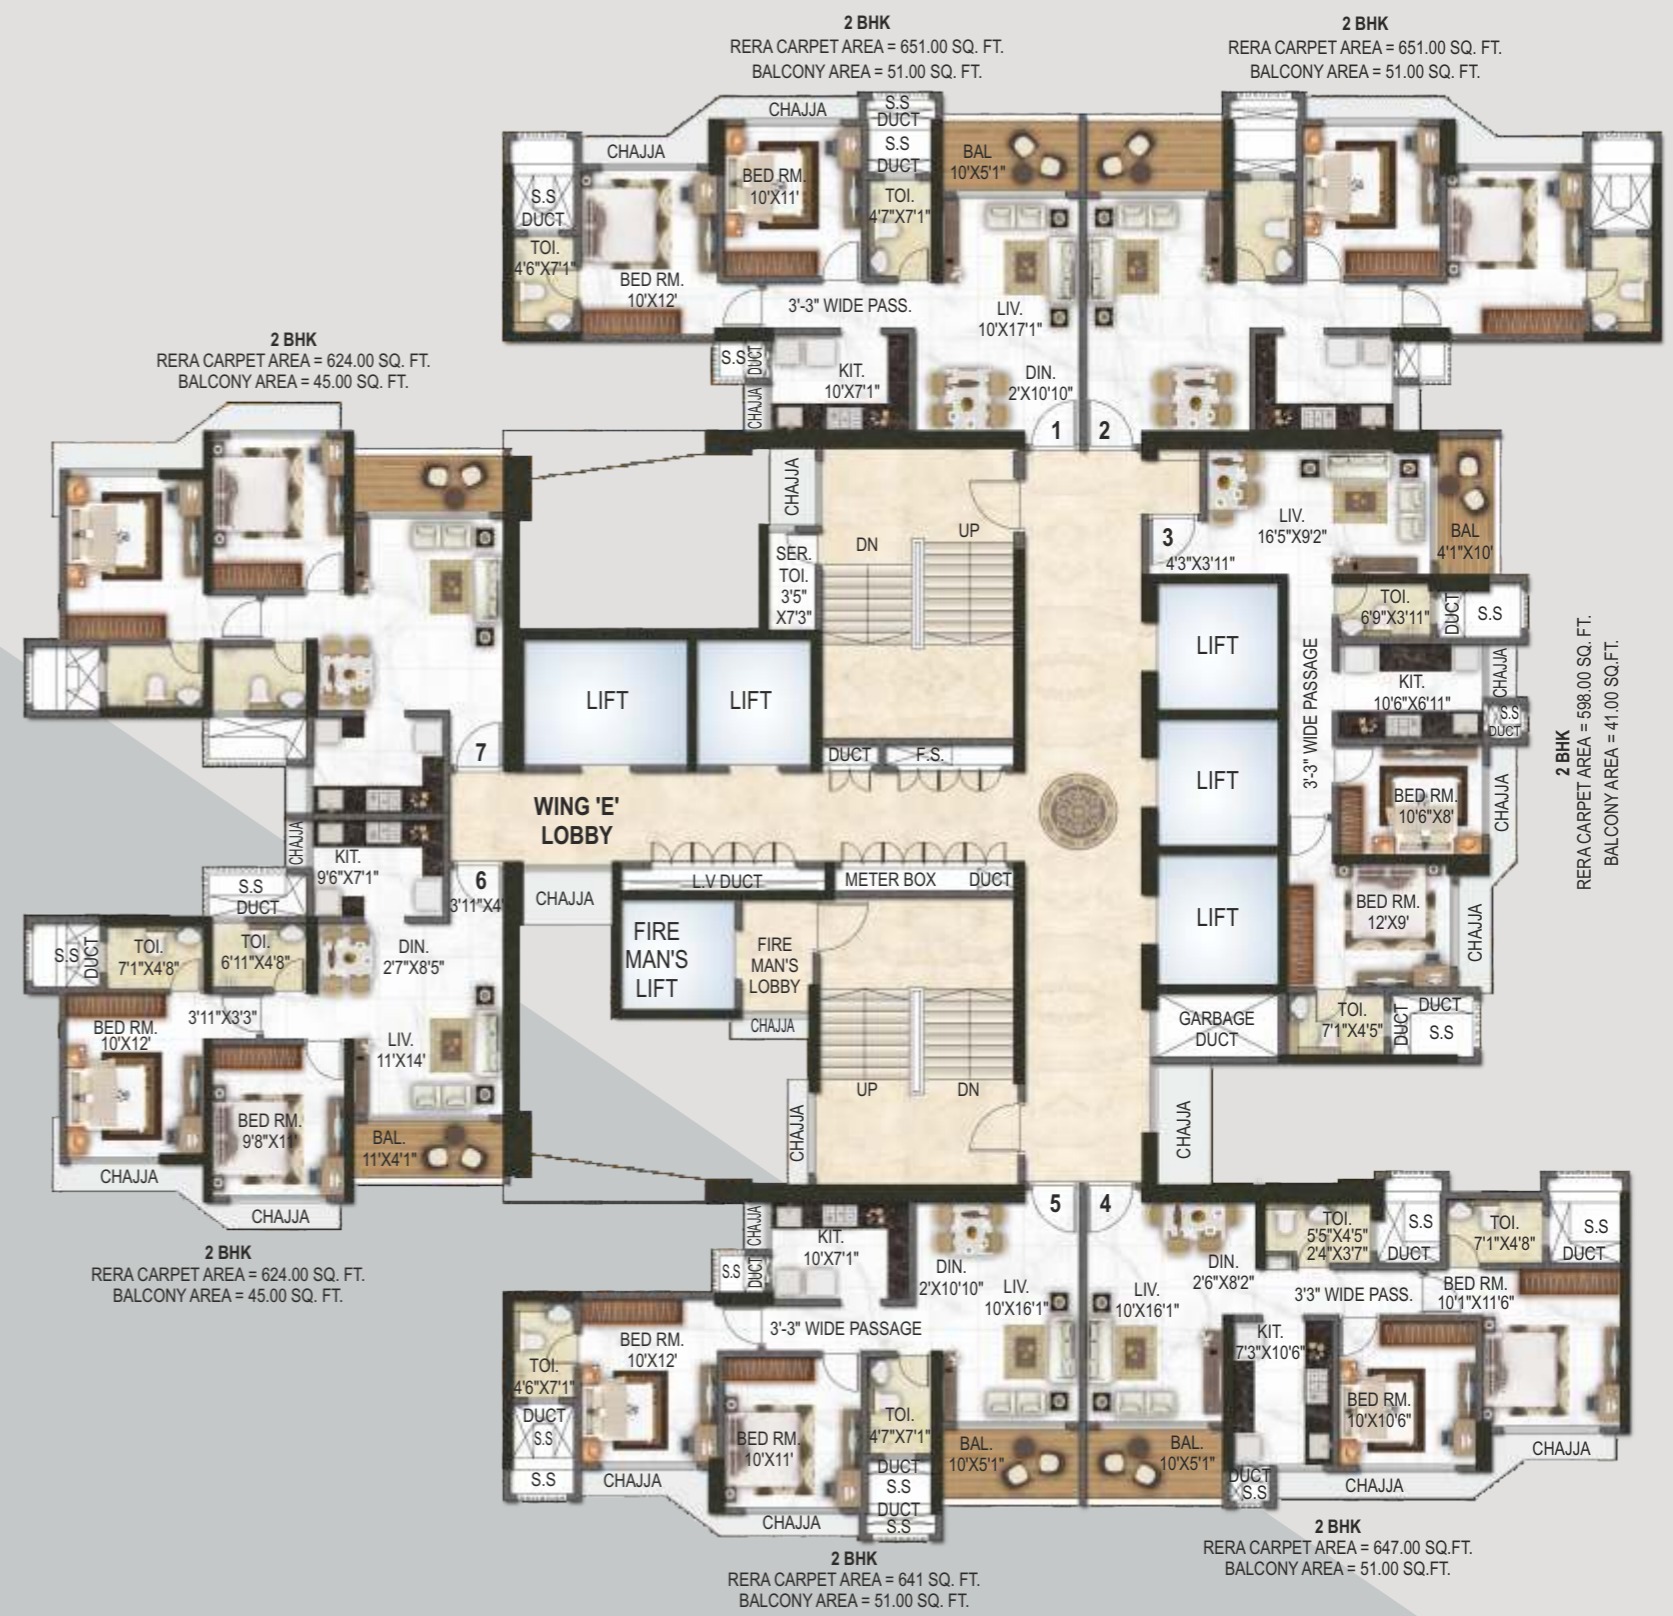 2 BHK
RERA CARPET AREA = 651.00 SQ. FT.
BALCONY AREA = 51.00 SQ. FT.
2 BHK
RERA CARPET AREA = 651.00 SQ. FT.
BALCONY AREA = 51.00 SQ. FT.
CHAJJA
CHAJJA
S.S
DUCT
S.S
DUCT
BAL
10'X5'1"
BED RM.
10'X11'
S.S
DUCT
TOI.
4'7"X7'1"
TOI.
4'6"X7'1"
BED RM.
10'X12'
3'-3" WIDE PASS.
LIV.
10'X17'1"
S.S
DUCT
CHAJJA
KIT.
10'X7'1"
DIN.
2'X10'10"
1
2
2 BHK
RERA CARPET AREA = 624.00 SQ. FT.
BALCONY AREA = 45.00 SQ. FT.
CHAJJA
DN
UP
SER.
TOI.
3'5"
X7'3"
3
4'3"X3'11"
LIV.
16'5"X9'2"
BAL
4'1"X10'
TOI.
6'9"X3'11"
DUCT
S.S
LIFT
3'-3" WIDE PASSAGE
KIT.
10'6"X6'11"
CHAJJA
S.S
DUCT
2 BHK
RERA CARPET AREA = 598.00 SQ. FT.
BALCONY AREA = 41.00 SQ.FT.
LIFT
LIFT
DUCT
F.S.
LIFT
BED RM.
10'6"X8'
CHAJJA
7
WING 'E'
LOBBY
CHAJJA
KIT.
9'6"X7'1"
S.S
DUCT
6
3'11"X4'
CHAJJA
L.V DUCT
METER BOX
DUCT
LIFT
BED RM.
12'X9'
CHAJJA
FIRE
MAN'S
LIFT
FIRE
MAN'S
LOBBY
CHAJJA
S.S
DUCT
TOI.
7'1"X4'8"
TOI.
6'11"X4'8"
DIN.
2'7"X8'5"
3'11"X3'3"
BED RM.
10'X12'
LIV.
11'X14'
GARBAGE
DUCT
TOI.
7'1"X4'5"
DUCT
DUCT
S.S
UP
DN
CHAJJA
CHAJJA
BED RM.
9'8"X11'
BAL.
11'X4'1"
CHAJJA
CHAJJA
2 BHK
RERA CARPET AREA = 624.00 SQ. FT.
BALCONY AREA = 45.00 SQ. FT.
5
4
CHAJJA
KIT.
10'X7'1"
S.S
DUCT
DIN.
2'X10'10"
LIV.
10'X16'1"
LIV.
10'X16'1"
DIN.
2'6"X8'2"
TOI.
5'5"X4'5"
2'4"X3'7"
S.S
DUCT
TOI.
7'1"X4'8"
S.S
DUCT
3'3" WIDE PASS.
BED RM.
10'1"X11'6"
3'-3" WIDE PASSAGE
BED RM.
10'X12'
TOI.
4'6"X7'1"
DUCT
S.S
S.S
KIT.
7'3"X10'6"
BED RM.
10'X10'6"
BED RM.
10'X11'
TOI.
4'7"X7'1"
DUCT
S.S
DUCT
S.S
BAL.
10'X5'1"
BAL.
10'X5'1"
DUCT
S.S
CHAJJA
CHAJJA
CHAJJA
CHAJJA
2 BHK
RERA CARPET AREA = 641 SQ. FT.
BALCONY AREA = 51.00 SQ. FT.
2 BHK
RERA CARPET AREA = 647.00 SQ.FT.
BALCONY AREA = 51.00 SQ.FT.